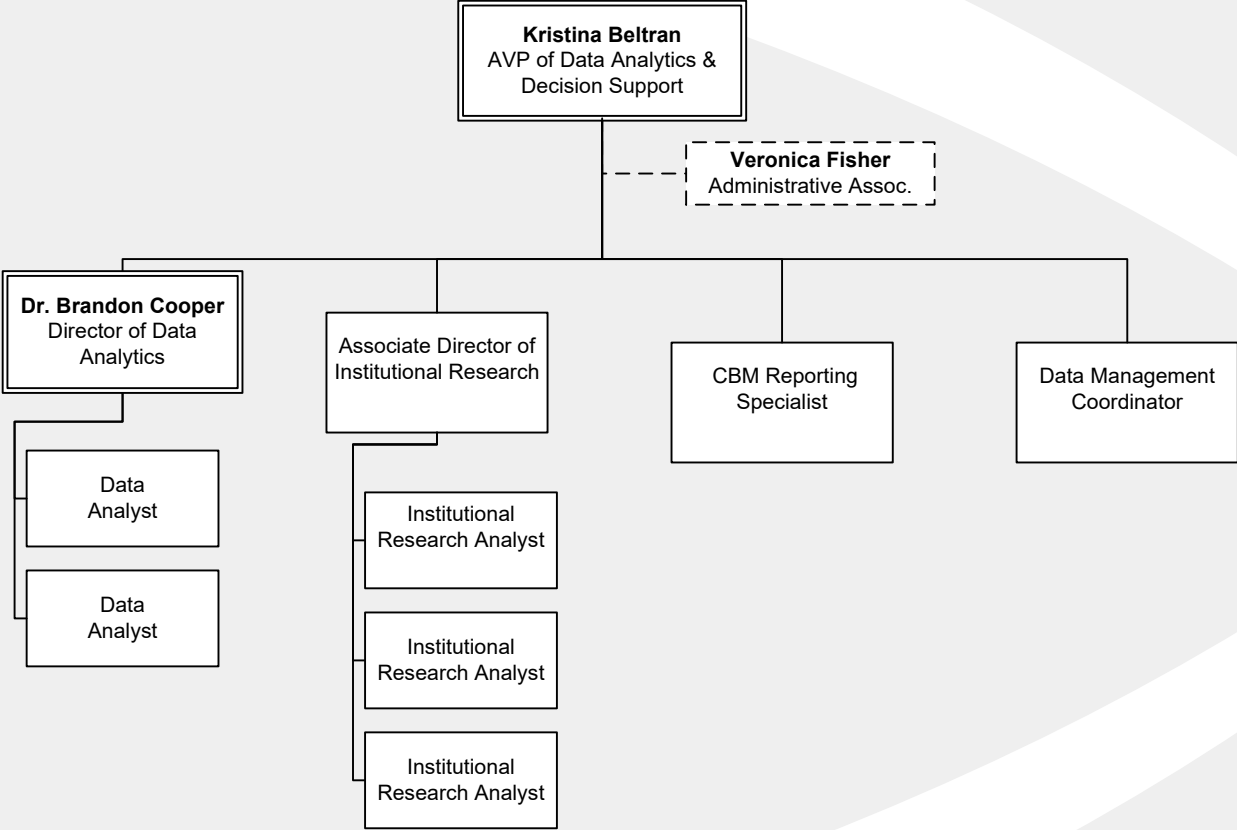 Kristina Beltran
AVP of Data Analytics &
Decision Support
Veronica Fisher
Administrative Assoc.
Dr. Brandon Cooper
Director of Data
Analytics
Associate Director of
Institutional Research
CBM Reporting
Specialist
Data Management
Coordinator
Data
Analyst
Data
Analyst
Institutional
Research Analyst
Institutional
Research Analyst
Institutional
Research Analyst